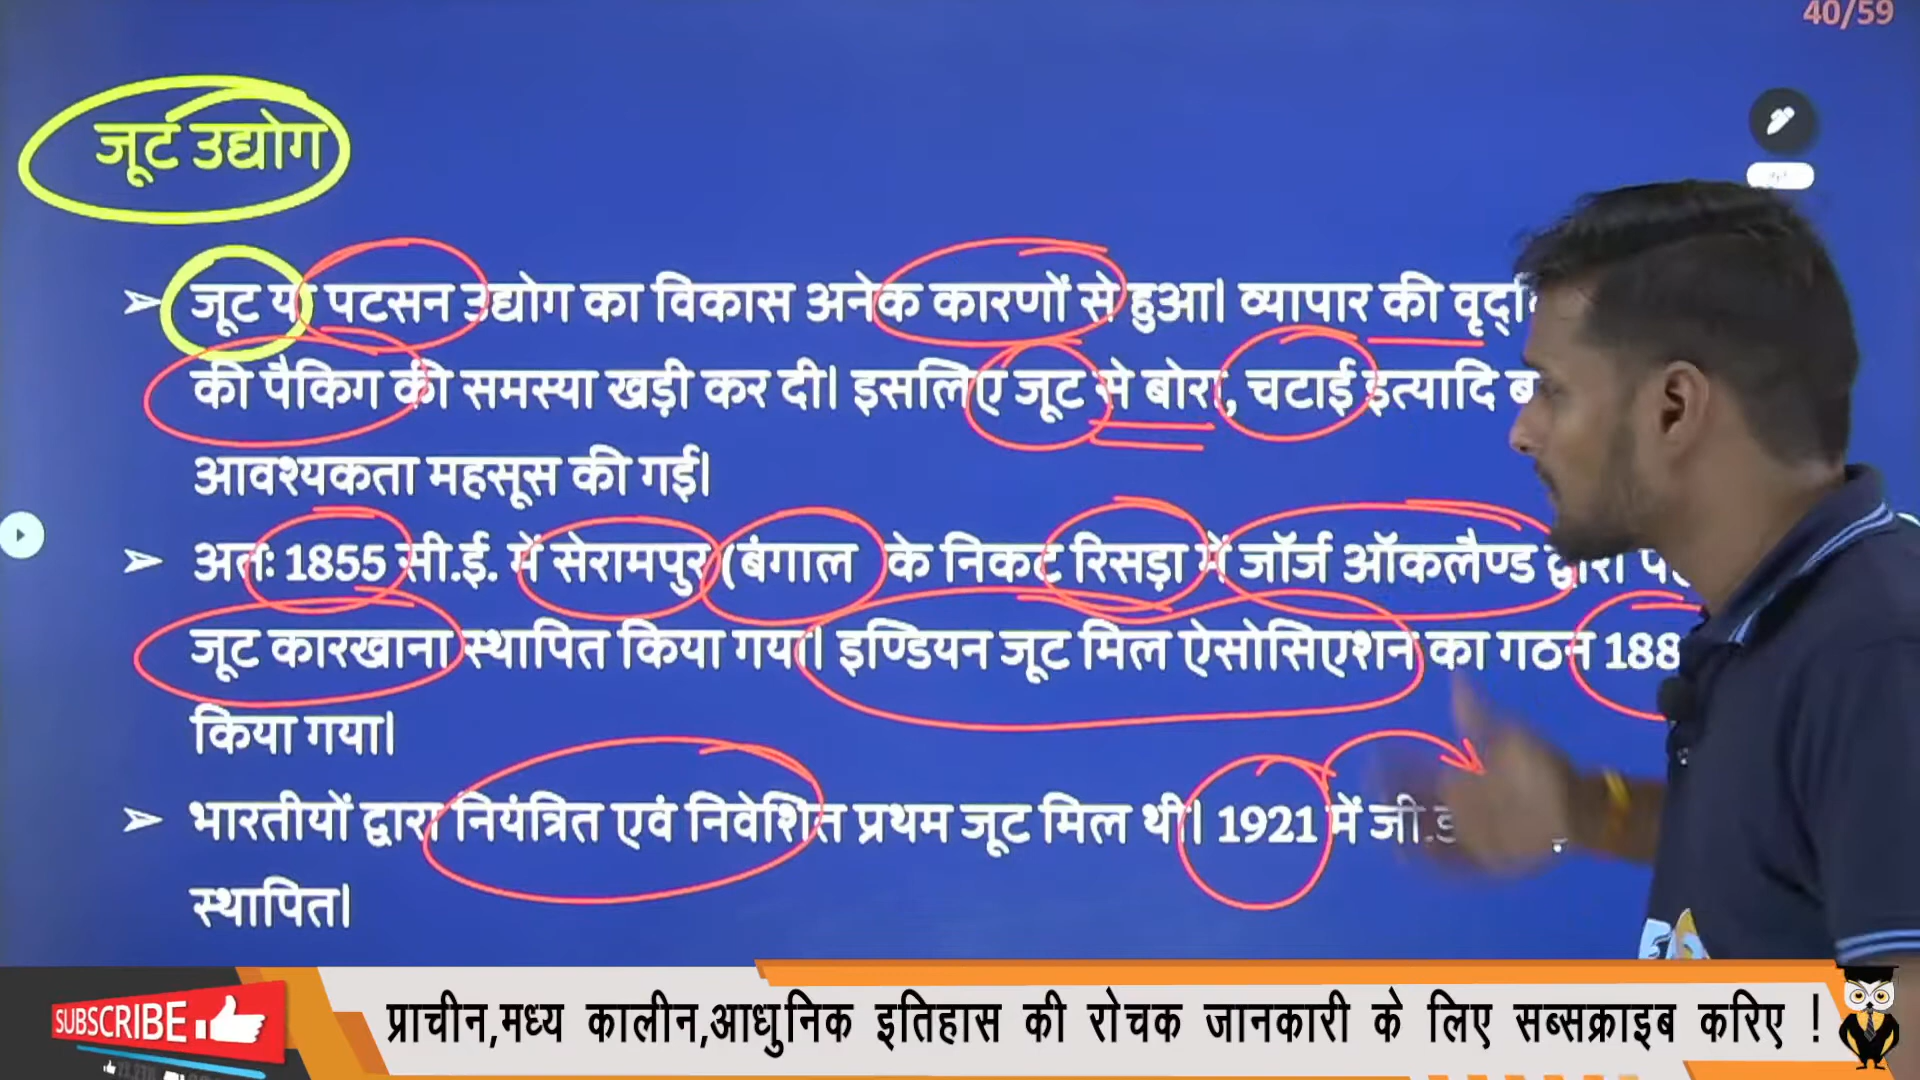 40/59
जूट उद्योग
➢ जूट या पटसन उद्योग का विकास अनेक कारणों से हुआ। व्यापार की
की पैकिंग की समस्या खड़ी कर दी। इसलिए जूट से बोरा, चटाई इत्यादि
आवश्यकता महसूस की गई।
➢ अतः 1855 सी.ई. में सेरामपुर (बंगाल के निकट रिसड़ा में जॉर्ज ऑकलैण्ड द्वारा
जूट कारखाना स्थापित किया गया। इण्डियन जूट मिल ऐसोसिएशन का गठन 188
किया गया।
➢ भारतीयों द्वारा नियंत्रित एवं निवेशित प्रथम जूट मिल थी। 1921 में जी.
स्थापित।
SUBSCRIBE
प्राचीन,मध्य कालीन,आधुनिक इतिहास की रोचक जानकारी के लिए सब्सक्राइब करिए !